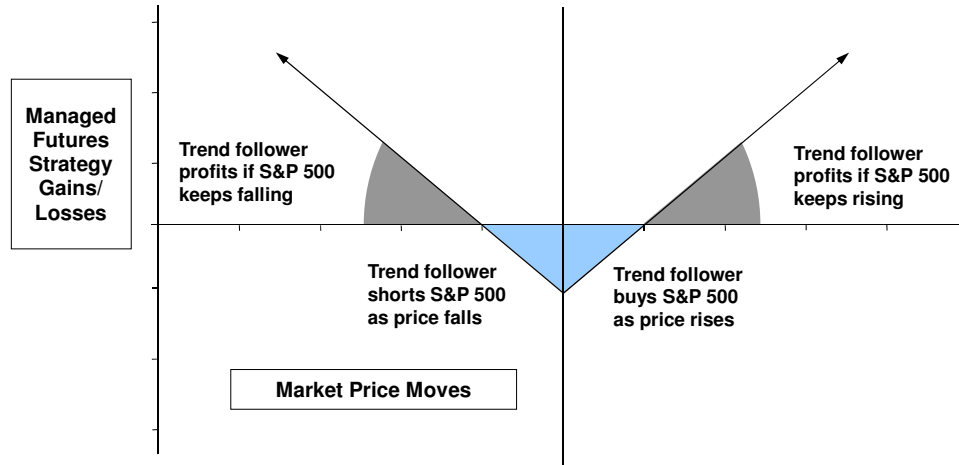 Managed
Futures
Strategy
Gains/
Losses
Trend follower
profits if S&P 500
keeps falling
Trend follower
profits if S&P 500
keeps rising
Trend follower
shorts S&P 500
as price falls
Trend follower
buys S&P 500
as price rises
Market Price Moves